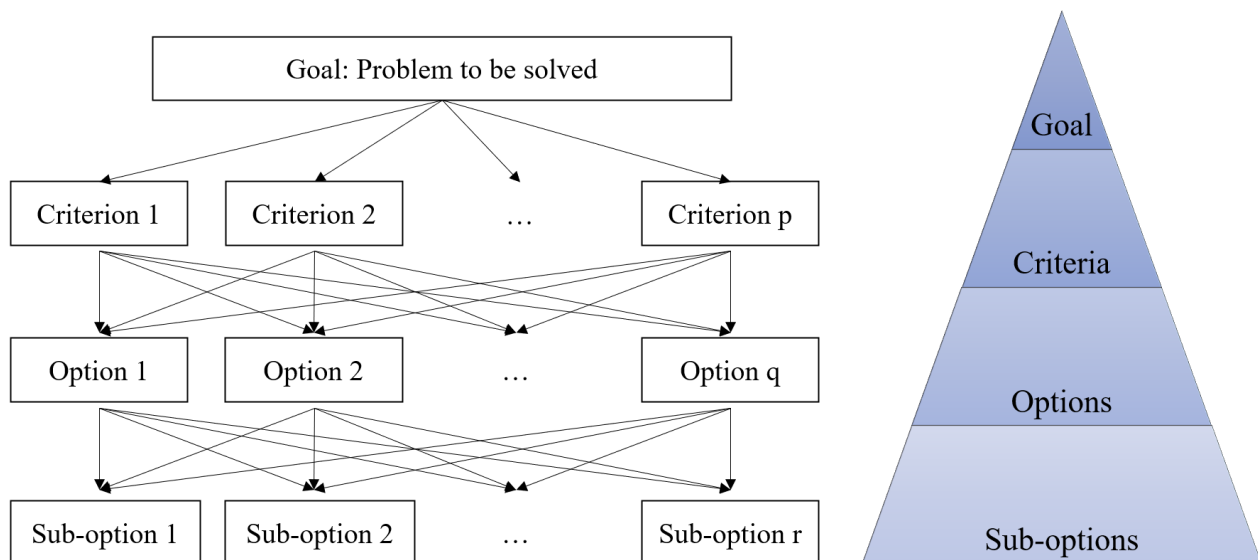 Goal: Problem to be solved
Goal
Criterion 1
Criterion 2
…
Criterion p
Criteria
Option 1
Option 2
…
Option q
Options
Sub-option 1
Sub-option 2
…
Sub-option r
Sub-options